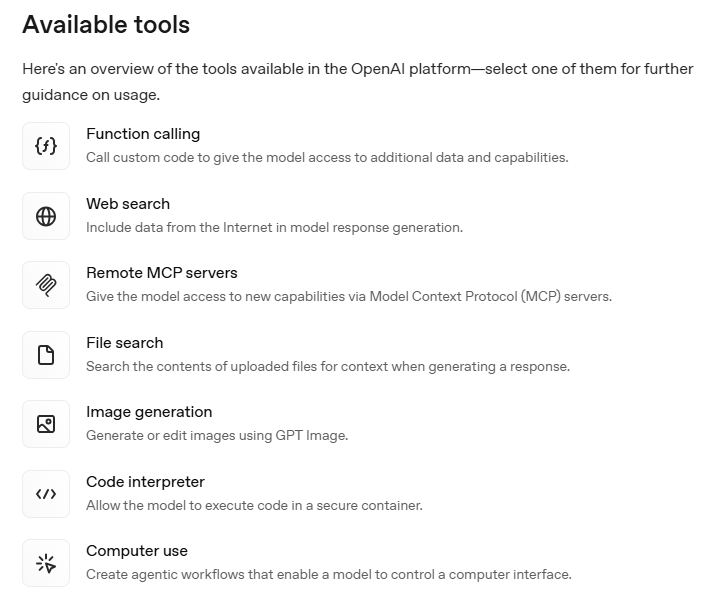 Available tools
Here's an overview of the tools available in the OpenAI platform—select one of them for further
guidance on usage.
Function calling
Call custom code to give the model access to additional data and capabilities.
Web search
Include data from the Internet in model response generation.
Remote MCP servers
Give the model access to new capabilities via Model Context Protocol (MCP) servers.
File search
Search the contents of uploaded files for context when generating a response.
Image generation
Generate or edit images using GPT Image.
Code interpreter
Allow the model to execute code in a secure container.
Computer use
Create agentic workflows that enable a model to control a computer interface.